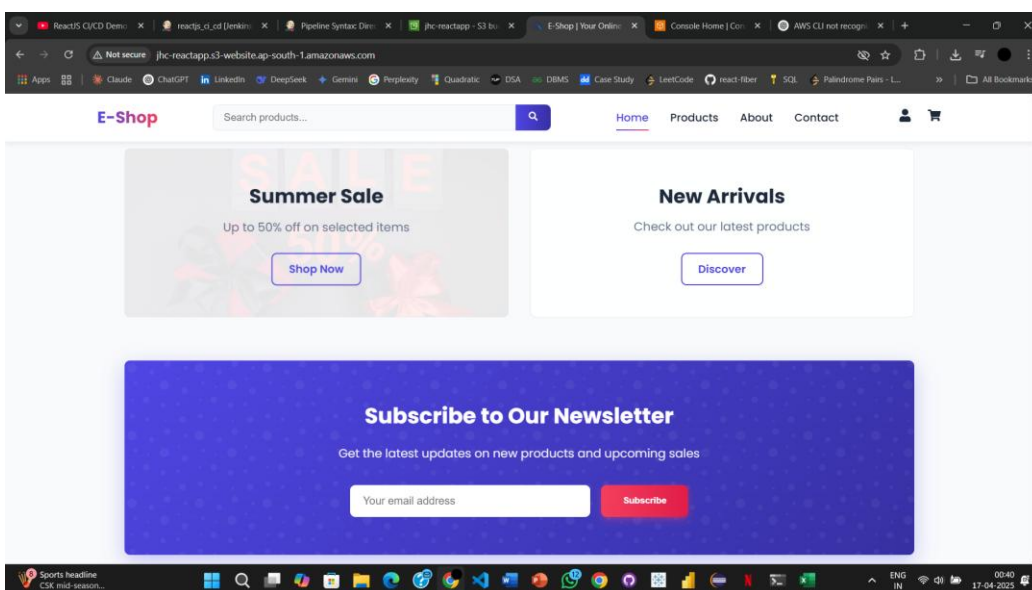 ReactJS CI/CD Demo
reactjs_ci_cd [Jenkins
Pipeline Syntax: Direc
jhc-reactapp - S3 bu
E-Shop | Your Online
Console Home | Con
AWS CLI not recogni
Not secure jhc-reactapp.s3-website.ap-south-1.amazonaws.com
Apps Claude ChatGPT LinkedIn DeepSeek Gemini Perplexity Quadratic DSA DBMS Case Study LeetCode react-fiber SQL Palindrome Pairs - L... » All Bookmarks
E-Shop Search products... Home Products About Contact
SALE
Summer Sale
Up to 50% off on selected items
50%
Shop Now
New Arrivals
Check out our latest products
Discover
Subscribe to Our Newsletter
Get the latest updates on new products and upcoming sales
Your email address Subscribe
Sports headline
CSK mid-season...
ENG
IN
00:40
17-04-2025